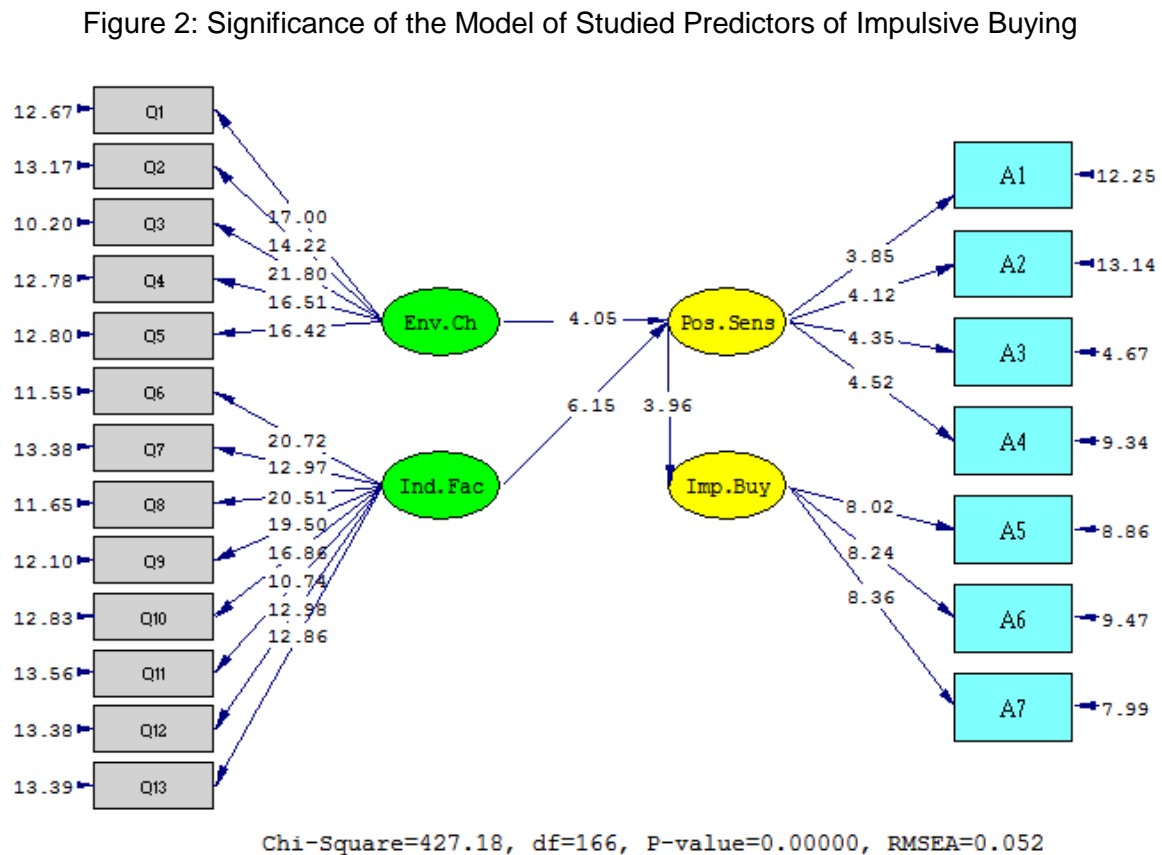 Figure 2: Significance of the Model of Studied Predictors of Impulsive Buying
12.67 Q1
13.17 Q2
10.20 Q3
12.78 Q4
12.80 Q5
11.55 Q6
13.38 Q7
11.65 Q8
12.10 Q9
12.83 Q10
13.56 Q11
13.38 Q12
13.39 Q13
17.00
14.22
21.80
16.51
16.42
20.72
12.97
20.51
19.50
16.86
10.74
12.98
12.86
Env.Ch
Ind.Fac
4.05
6.15
3.96
Pos.Sens
Imp.Buy
3.85
4.12
4.35
4.52
8.02
8.24
8.36
A1 12.25
A2 13.14
A3 4.67
A4 9.34
A5 8.86
A6 9.47
A7 7.99
Chi-Square=427.18, df=166, P-value=0.00000, RMSEA=0.052